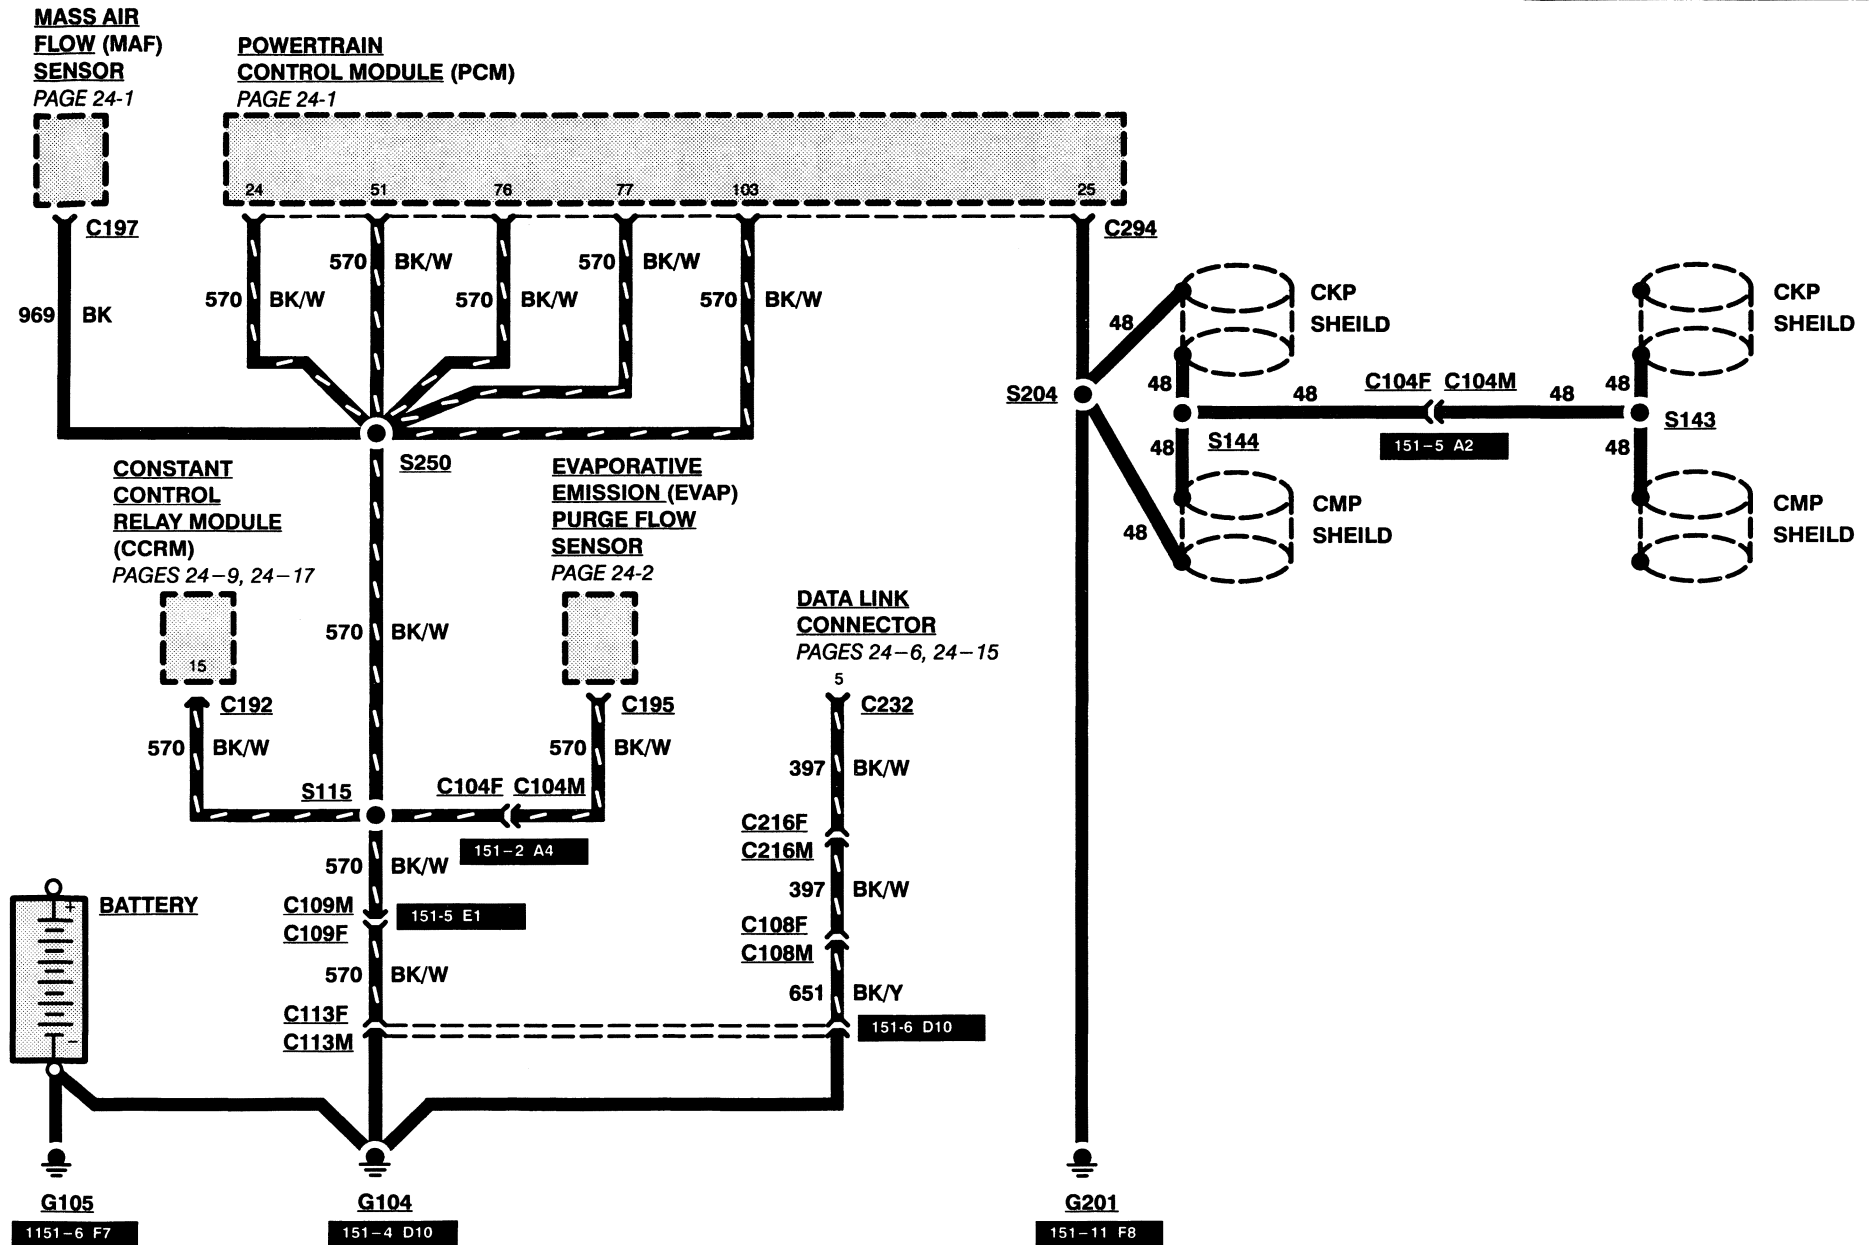 MASS AIR
FLOW (MAF)
SENSOR
PAGE 24-1
POWERTRAIN
CONTROL MODULE (PCM)
PAGE 24-1
24
51
76
77
103
25
C197
C294
570
BK/W
570
BK/W
570
BK/W
570
BK/W
570
BK/W
969
BK
CKP
SHEILD
CKP
SHEILD
48
S204
48
48
C104F
C104M
48
48
S144
151-5 A2
S143
48
48
S250
CMP
SHEILD
CMP
SHEILD
48
CONSTANT
CONTROL
RELAY MODULE
(CCRM)
PAGES 24-9, 24-17
15
EVAPORATIVE
EMISSION (EVAP)
PURGE FLOW
SENSOR
PAGE 24-2
570
BK/W
DATA LINK
CONNECTOR
PAGES 24-6, 24-15
5
C192
C195
C232
570
BK/W
570
BK/W
397
BK/W
S115
C104F
C104M
151-2 A4
C216F
C216M
570
BK/W
397
BK/W
BATTERY
+
−
C109M
151-5 E1
C109F
C108F
C108M
570
BK/W
651
BK/Y
C113F
C113M
151-6 D10
G105
1151-6 F7
G104
151-4 D10
G201
151-11 F8